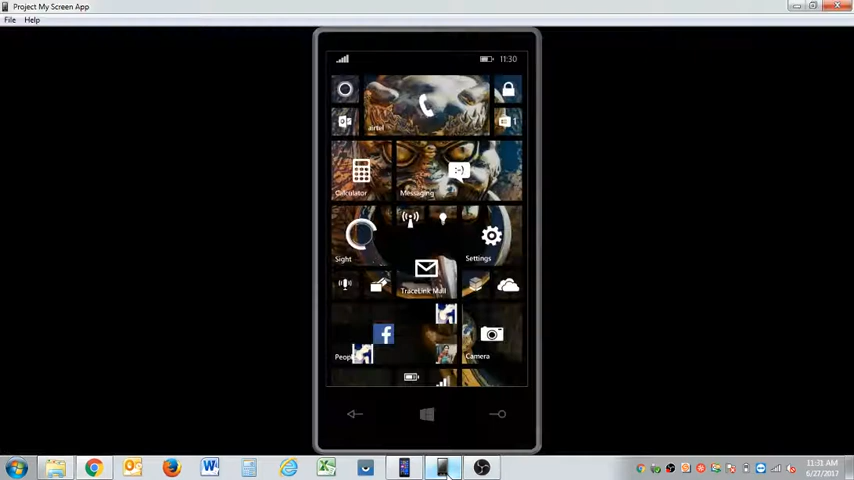 Project My Screen App
File Help
11:30
airtel
1
Calculator
Messaging
Sight
Settings
TraceLink Mail
Camera
11:31 AM
6/27/2017